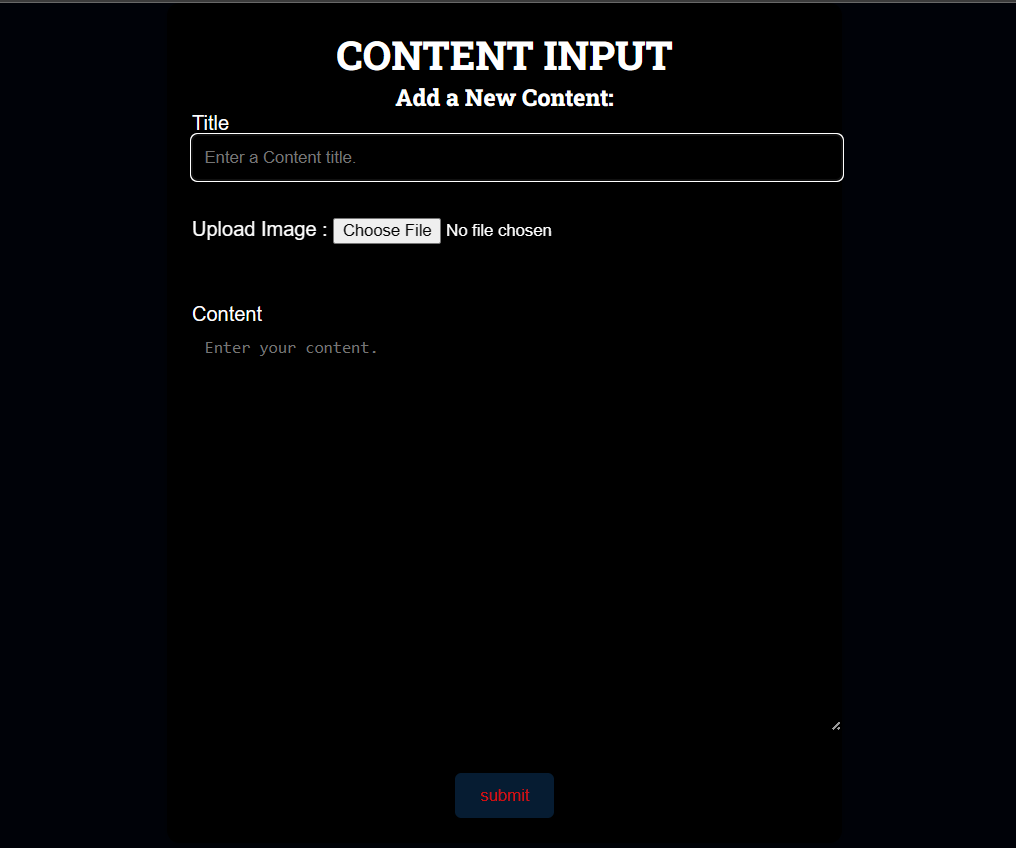 CONTENT INPUT
Add a New Content:
Title
Enter a Content title.
Upload Image : Choose File No file chosen
Content
Enter your content.
submit